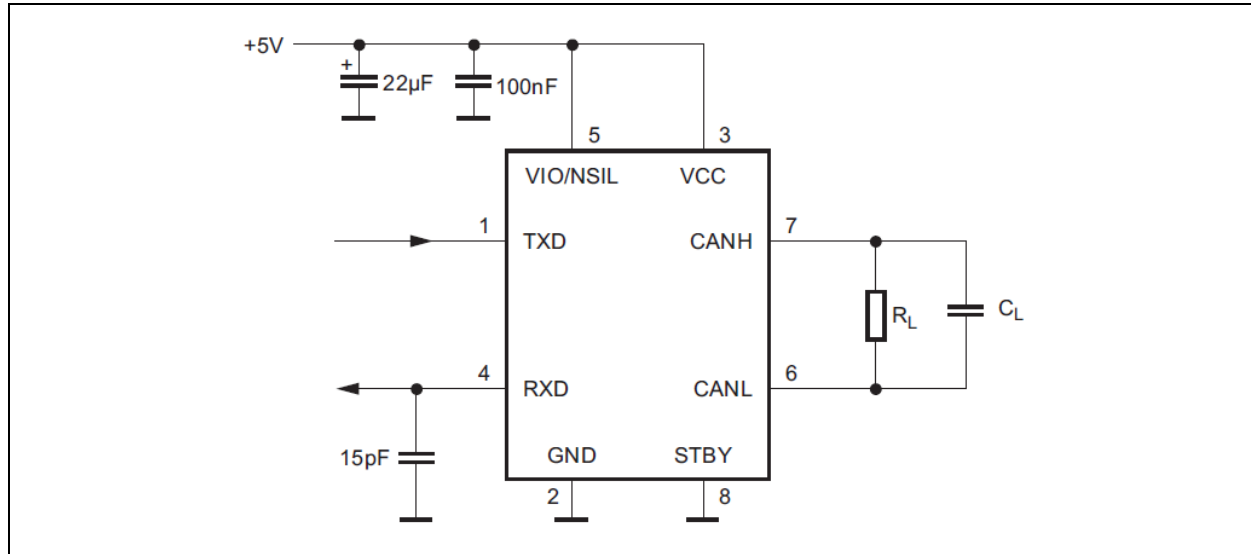 +5V
+
22µF
100nF
5
3
VIO/NSIL
VCC
1
TXD
CANH
7
RL
CL
4
RXD
CANL
6
15pF
GND
STBY
2
8